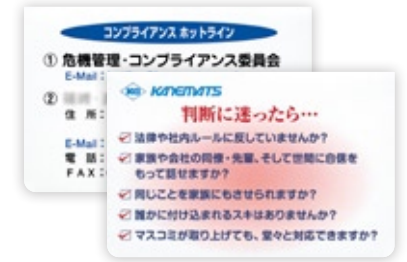 コンプライアンス ホットライン
① 危機管理・コンプライアンス委員会
E-Mail：
②
住 所：
E-Mail：
電 話：
FAX：
KANEMATS
判断に迷ったら…
法律や社内ルールに反していませんか？
家族や会社の同僚・先輩、そして世間に自信を
もって話せますか？
同じことを家族にもさせられますか？
誰かに付け込まれるスキはありませんか？
マスコミが取り上げても、堂々と対応できますか？